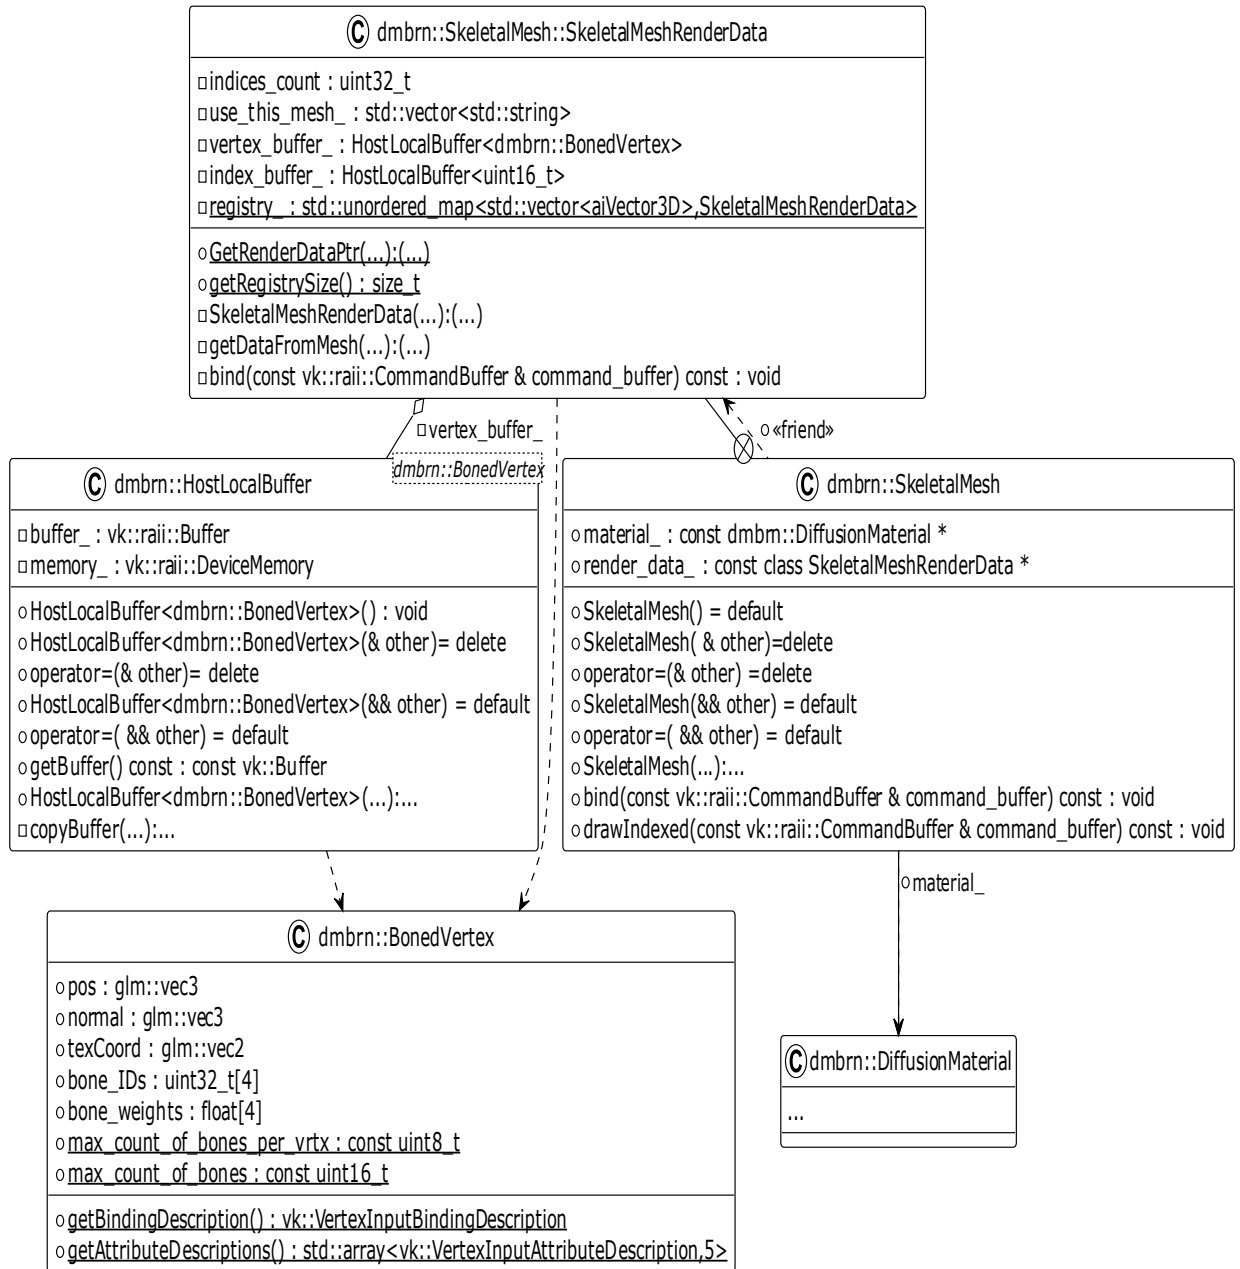 C dmbrn::SkeletalMesh::SkeletalMeshRenderData
indices_count : uint32_t
use_this_mesh_ : std::vector<std::string>
vertex_buffer_ : HostLocalBuffer<dmbrn::BonedVertex>
index_buffer_ : HostLocalBuffer<uint16_t>
registry_ : std::unordered_map<std::vector<aiVector3D>,SkeletalMeshRenderData>
GetRenderDataPtr(...):(...)
getRegistrySize() : size_t
SkeletalMeshRenderData(...):(...)
getDataFromMesh(...):(...)
bind(const vk::raii::CommandBuffer & command_buffer) const : void
vertex_buffer_
«friend»
dmbrn::BonedVertex
C dmbrn::HostLocalBuffer
buffer_ : vk::raii::Buffer
memory_ : vk::raii::DeviceMemory
HostLocalBuffer<dmbrn::BonedVertex>() : void
HostLocalBuffer<dmbrn::BonedVertex>(& other)= delete
operator=(& other)= delete
HostLocalBuffer<dmbrn::BonedVertex>(&& other) = default
operator=( && other) = default
getBuffer() const : const vk::Buffer
HostLocalBuffer<dmbrn::BonedVertex>(...):...
copyBuffer(...):...
C dmbrn::SkeletalMesh
material_ : const dmbrn::DiffusionMaterial *
render_data_ : const class SkeletalMeshRenderData *
SkeletalMesh() = default
SkeletalMesh( & other)=delete
operator=(& other) =delete
SkeletalMesh(&& other) = default
operator=( && other) = default
SkeletalMesh(...):...
bind(const vk::raii::CommandBuffer & command_buffer) const : void
drawIndexed(const vk::raii::CommandBuffer & command_buffer) const : void
material_
C dmbrn::BonedVertex
pos : glm::vec3
normal : glm::vec3
texCoord : glm::vec2
bone_IDs : uint32_t[4]
bone_weights : float[4]
max_count_of_bones_per_vrtx : const uint8_t
max_count_of_bones : const uint16_t
getBindingDescription() : vk::VertexInputBindingDescription
getAttributeDescriptions() : std::array<vk::VertexInputAttributeDescription,5>
C dmbrn::DiffusionMaterial
...